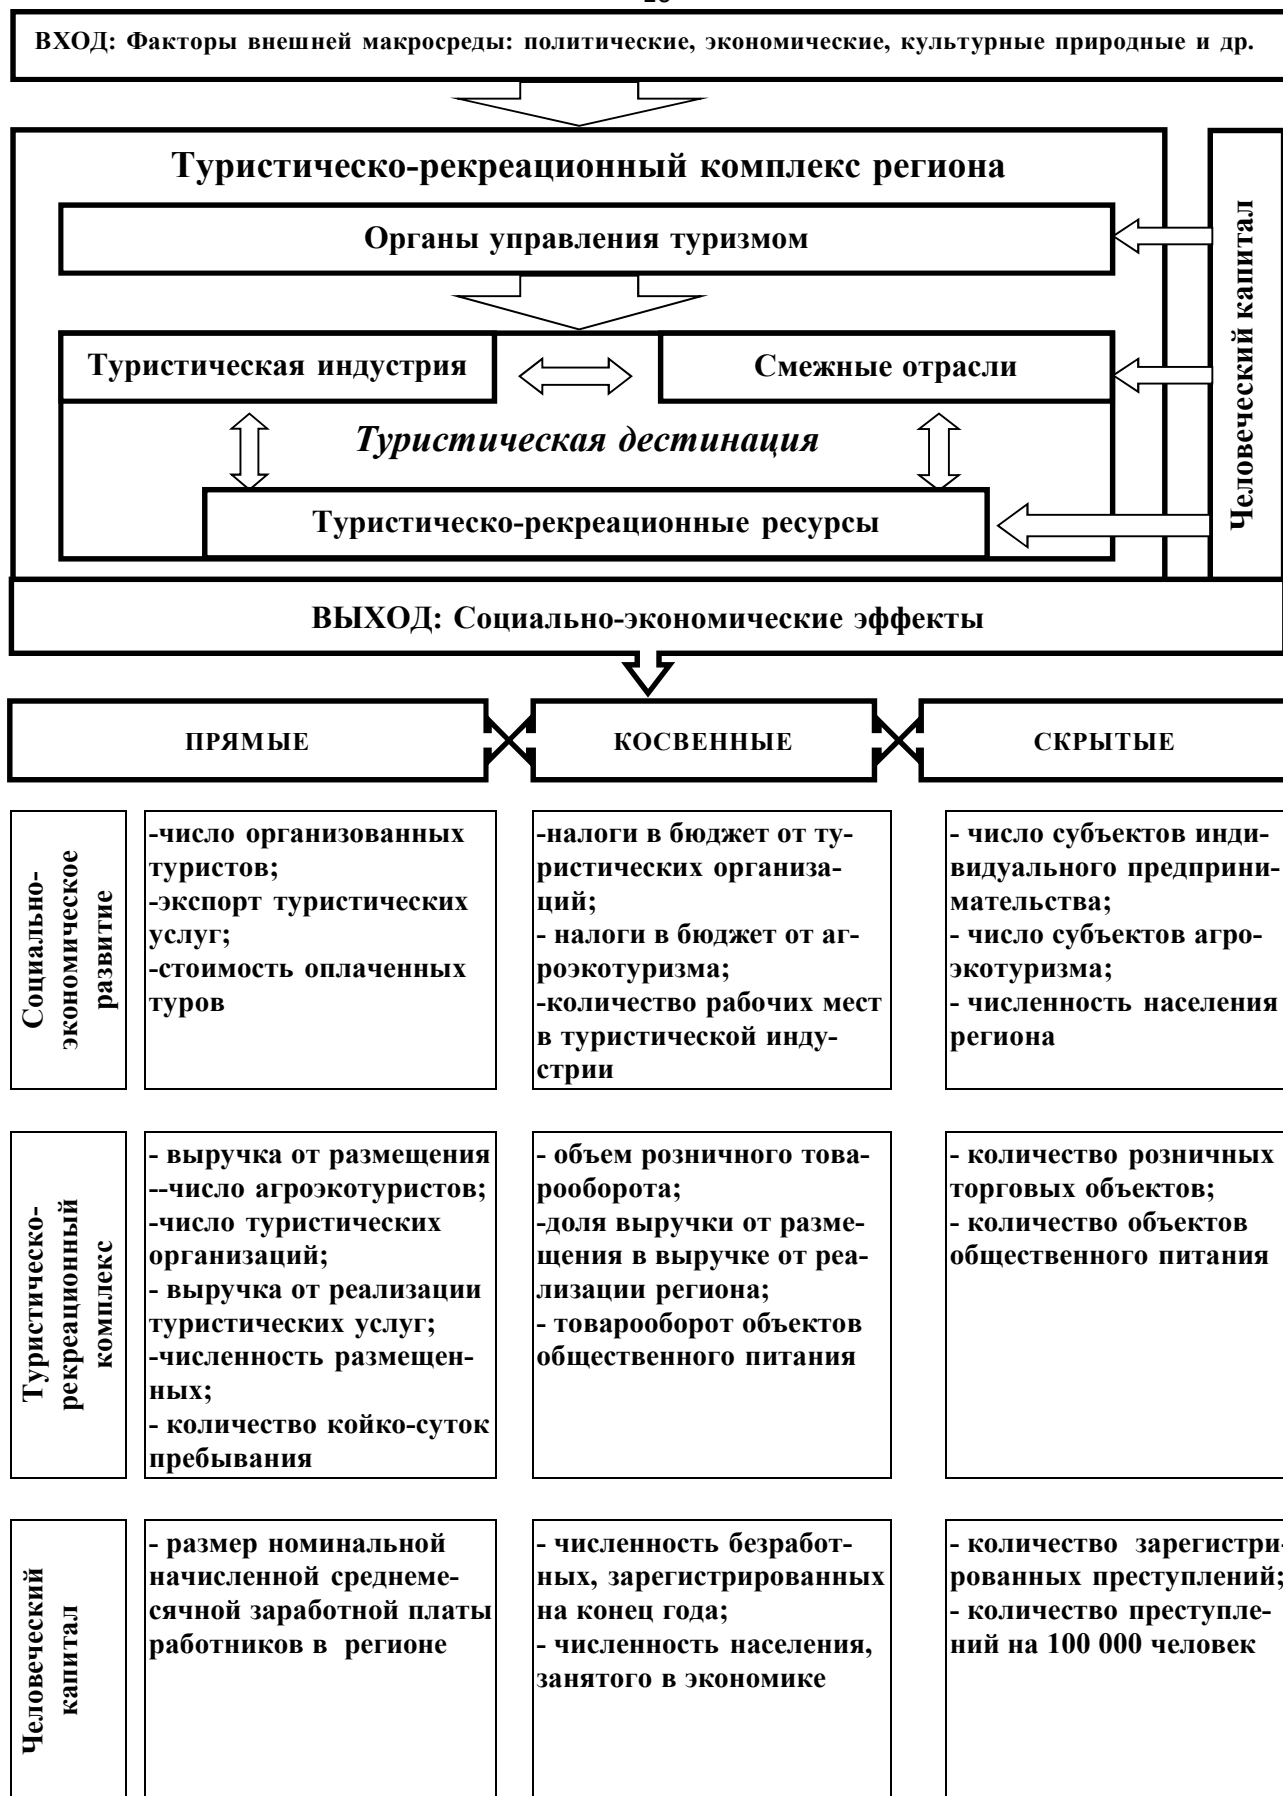 ВХОД: Факторы внешней макросреды: политические, экономические, культурные природные и др.
Туристическо-рекреационный комплекс региона
Органы управления туризмом
Человеческий капитал
Туристическая индустрия
Смежные отрасли
Туристическая дестинация
Туристическо-рекреационные ресурсы
ВЫХОД: Социально-экономические эффекты
ПРЯМЫЕ
КОСВЕННЫЕ
СКРЫТЫЕ
Социально-
экономическое
развитие
-число организованных
туристов;
-экспорт туристических
услуг;
-стоимость оплаченных
туров
-налоги в бюджет от ту-
ристических организа-
ций;
- налоги в бюджет от аг-
роэкотуризма;
-количество рабочих мест
в туристической инду-
стрии
- число субъектов инди-
видуального предприни-
мательства;
- число субъектов агро-
экотуризма;
- численность населения
региона
Туристическо-
рекреационный
комплекс
- выручка от размещения
--число агроэкотуристов;
-число туристических
организаций;
- выручка от реализации
туристических услуг;
-численность размещен-
ных;
- количество койко-суток
пребывания
- объем розничного това-
рооборота;
-доля выручки от разме-
щения в выручке от реа-
лизации региона;
- товарооборот объектов
общественного питания
- количество розничных
торговых объектов;
- количество объектов
общественного питания
Человеческий
капитал
- размер номинальной
начисленной среднеме-
сячной заработной платы
работников в регионе
- численность безработ-
ных, зарегистрированных
на конец года;
- численность населения,
занятого в экономике
- количество зарегистри-
рованных преступлений;
- количество преступле-
ний на 100 000 человек